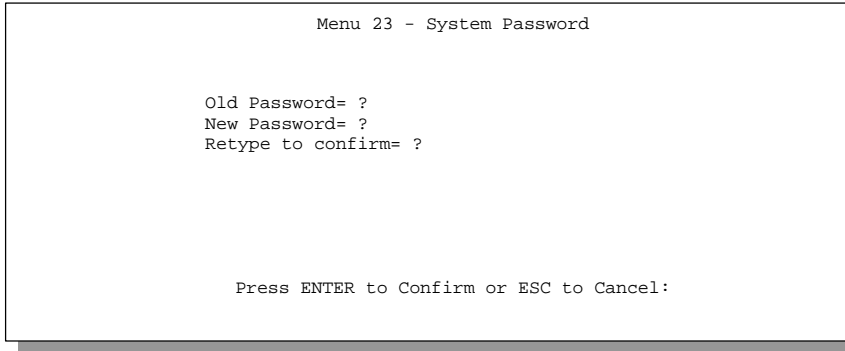 Menu 23 - System Password
Old Password= ?
New Password= ?
Retype to confirm= ?
Press ENTER to Confirm or ESC to Cancel: